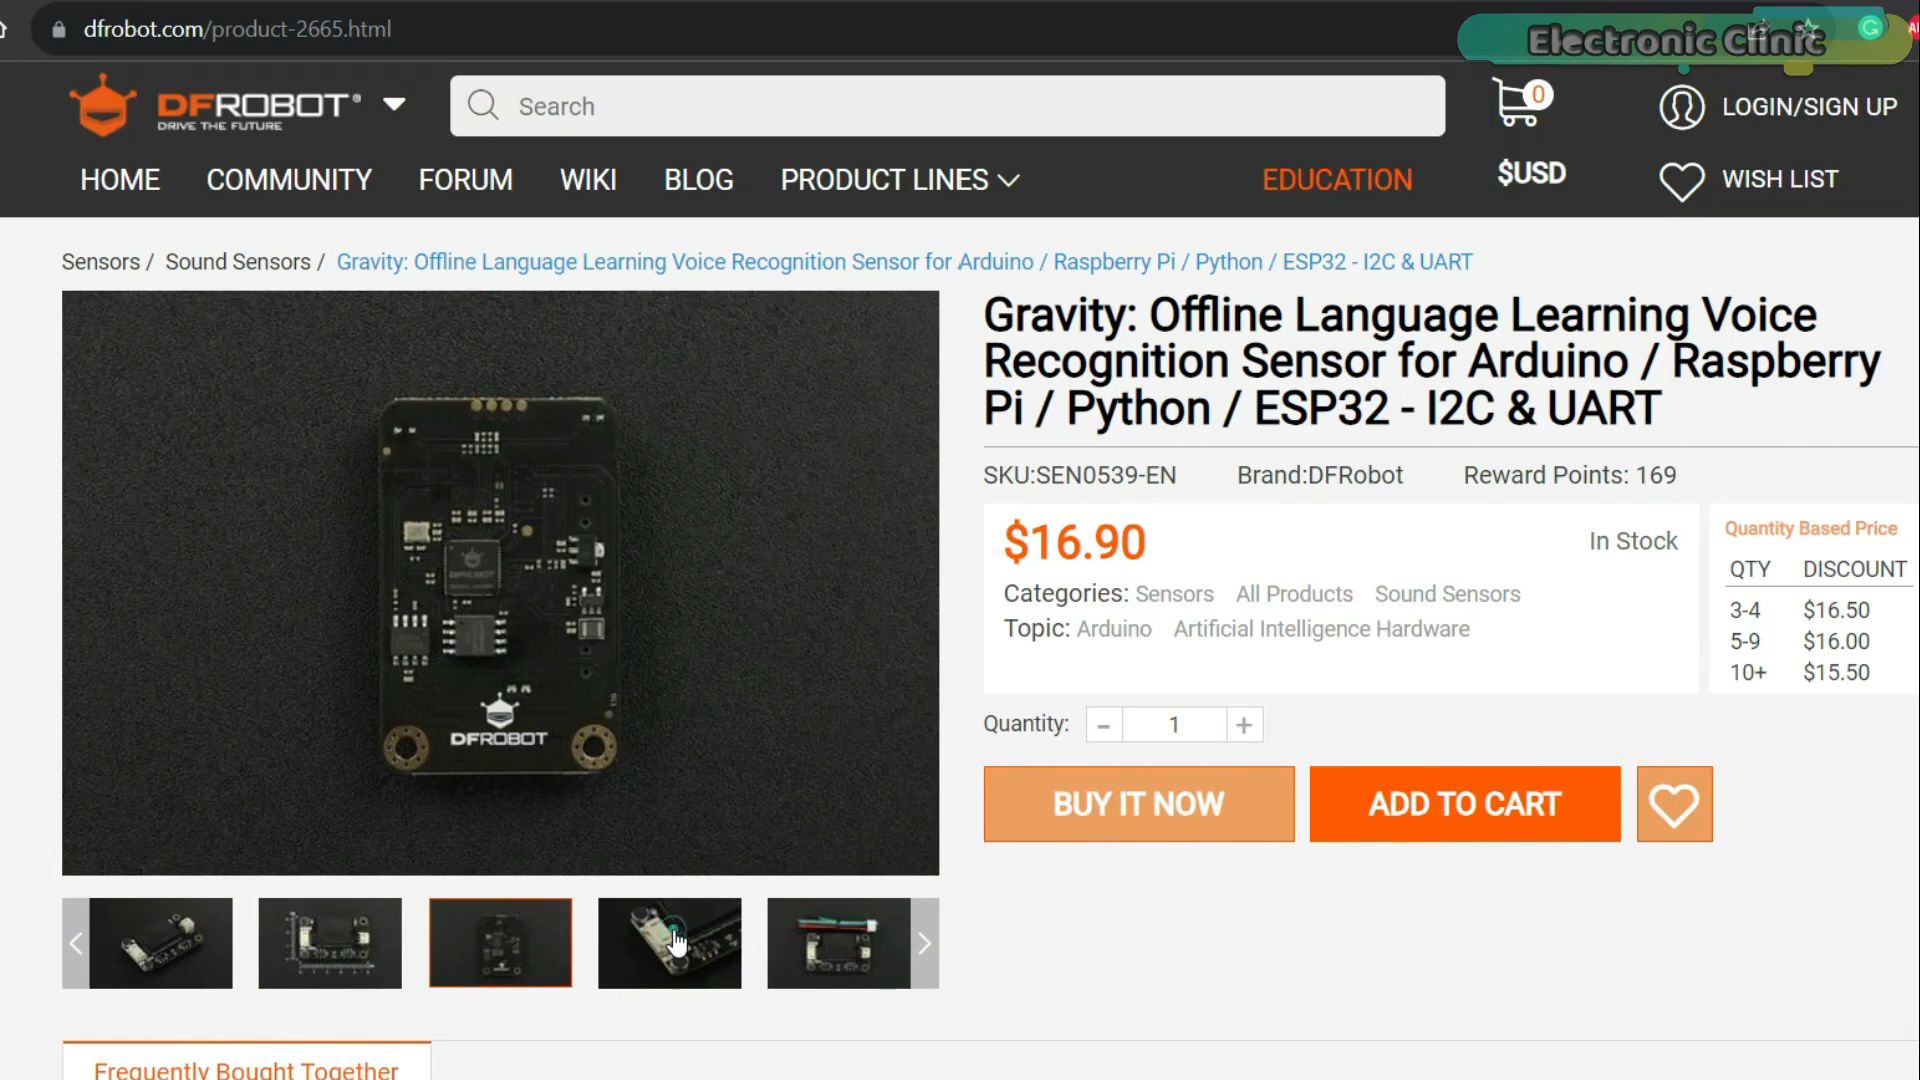 dfrobot.com/product-2665.html
Electronic Clinic
DFROBOT
DRIVE THE FUTURE
Search
0
LOGIN/SIGN UP
HOME
COMMUNITY
FORUM
WIKI
BLOG
PRODUCT LINES
EDUCATION
$USD
WISH LIST
Sensors / Sound Sensors / Gravity: Offline Language Learning Voice Recognition Sensor for Arduino / Raspberry Pi / Python / ESP32 - I2C & UART
Gravity: Offline Language Learning Voice
Recognition Sensor for Arduino / Raspberry
Pi / Python / ESP32 - I2C & UART
SKU:SEN0539-EN
Brand:DFRobot
Reward Points: 169
$16.90
In Stock
Categories: Sensors All Products Sound Sensors
Topic: Arduino Artificial Intelligence Hardware
Quantity Based Price
QTY DISCOUNT
3-4 $16.50
5-9 $16.00
10+ $15.50
Quantity: - 1 +
BUY IT NOW
ADD TO CART
DFROBOT
DFROBOT
Frequently Bought Together